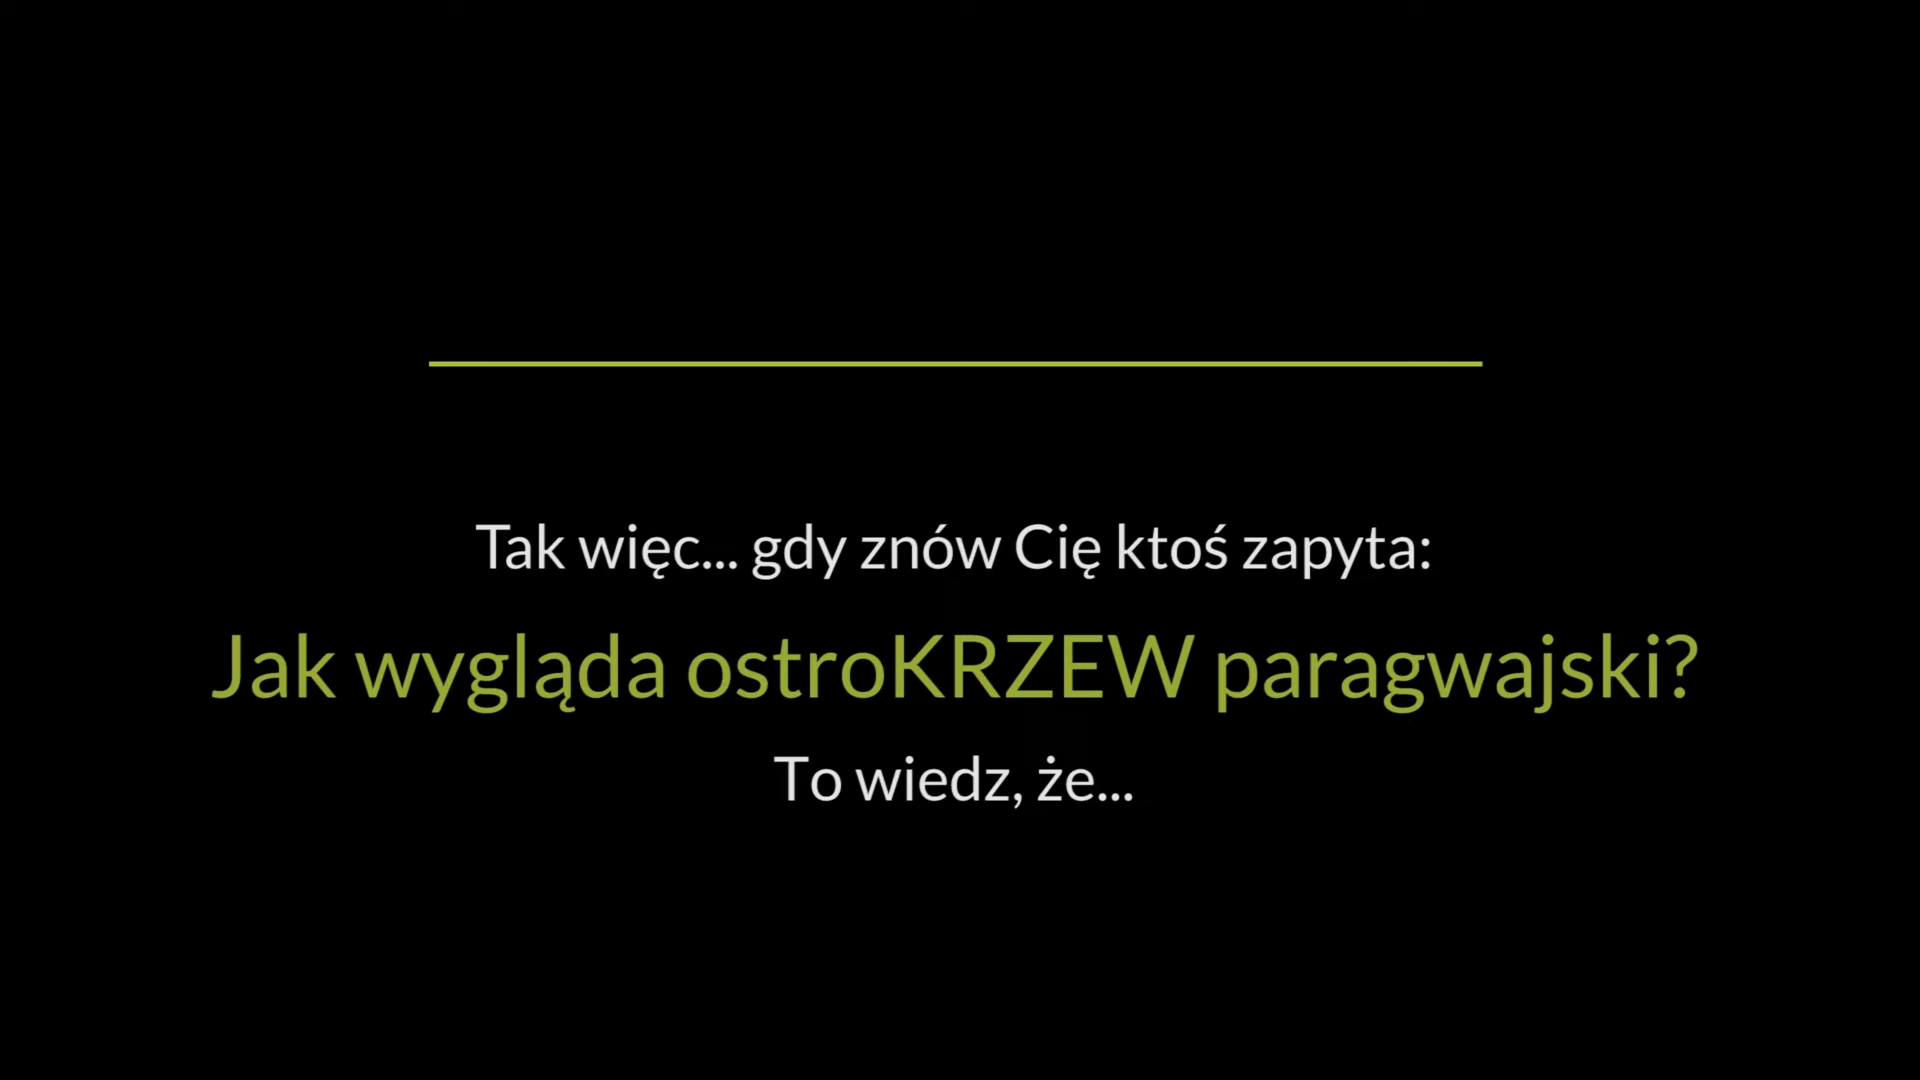 Tak więc... gdy znów Cię ktoś zapyta:
Jak wygląda ostroKRZEW paragwajski?
To wiedz, że...